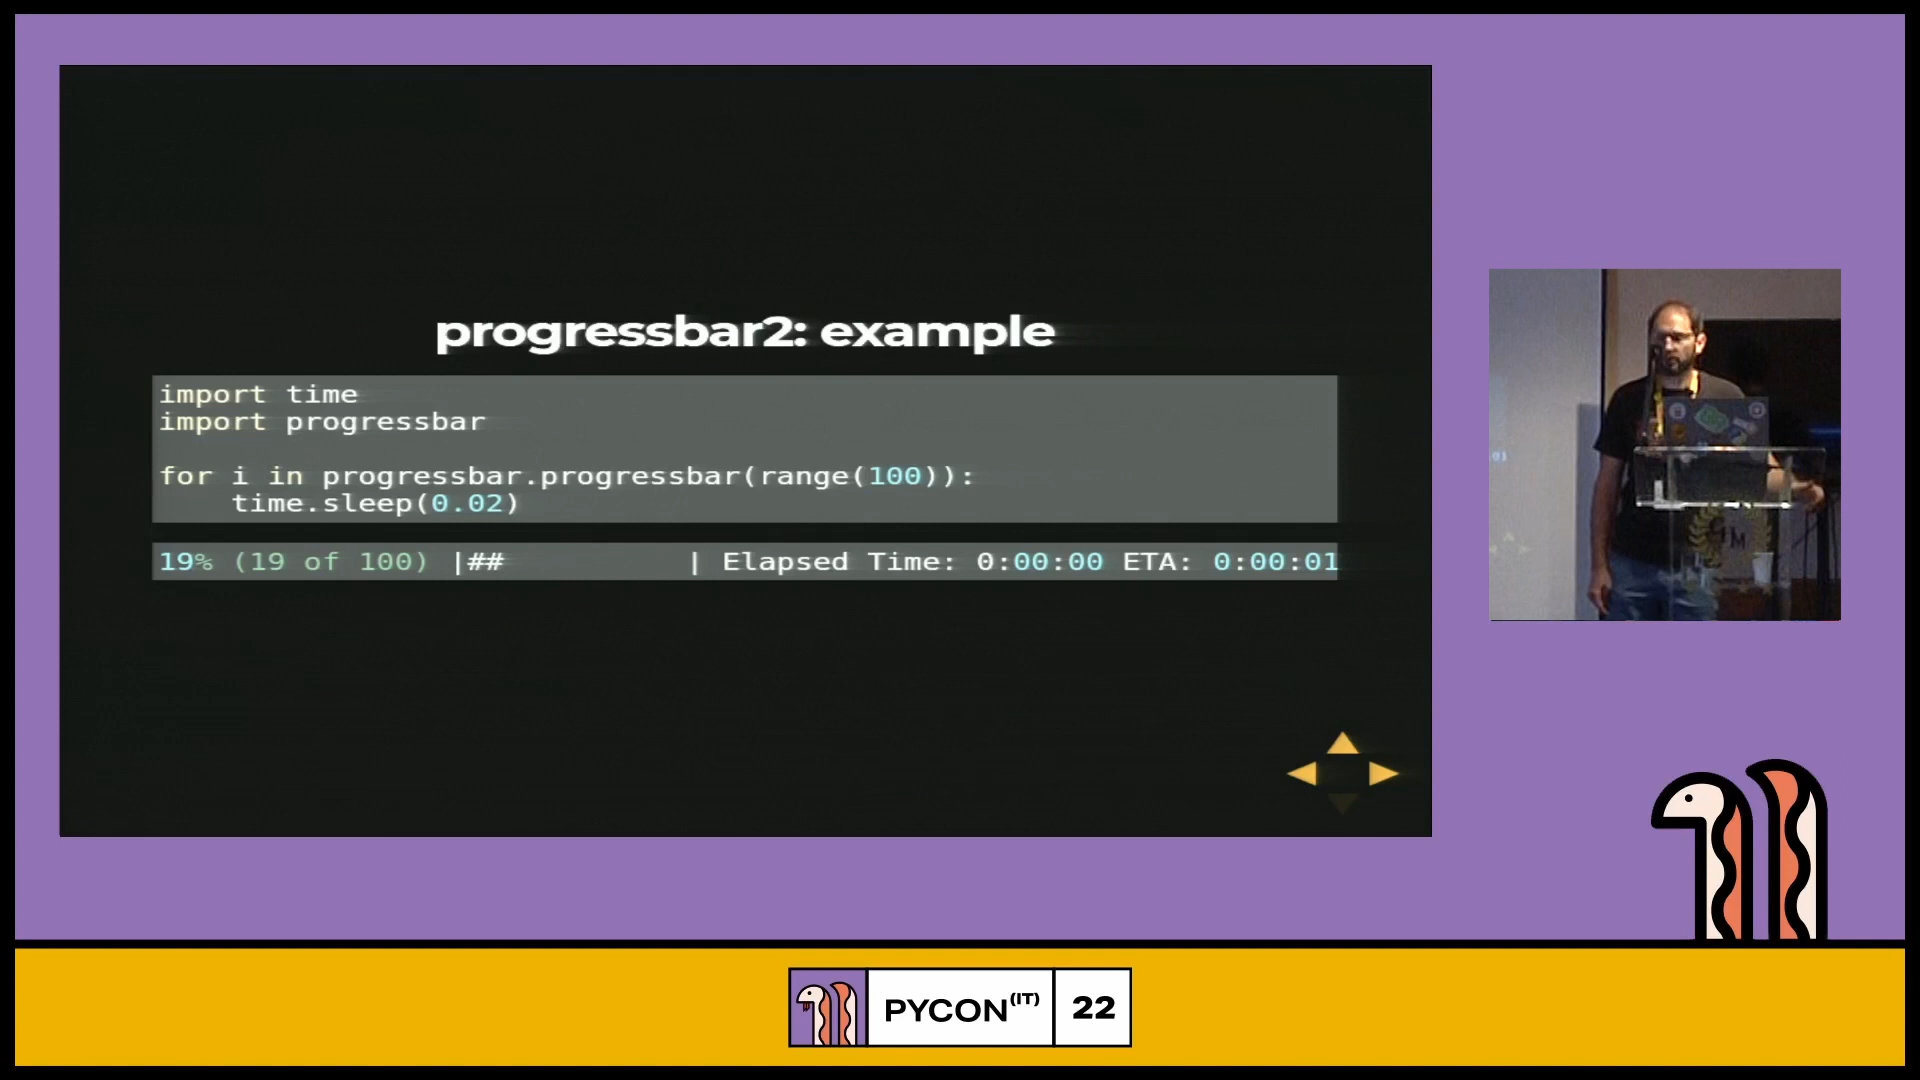 progressbar2: example
import time
import progressbar
for i in progressbar.progressbar(range(100)):
    time.sleep(0.02)
19% (19 of 100) |##          | Elapsed Time: 0:00:00 ETA: 0:00:01
PYCON(IT) 22